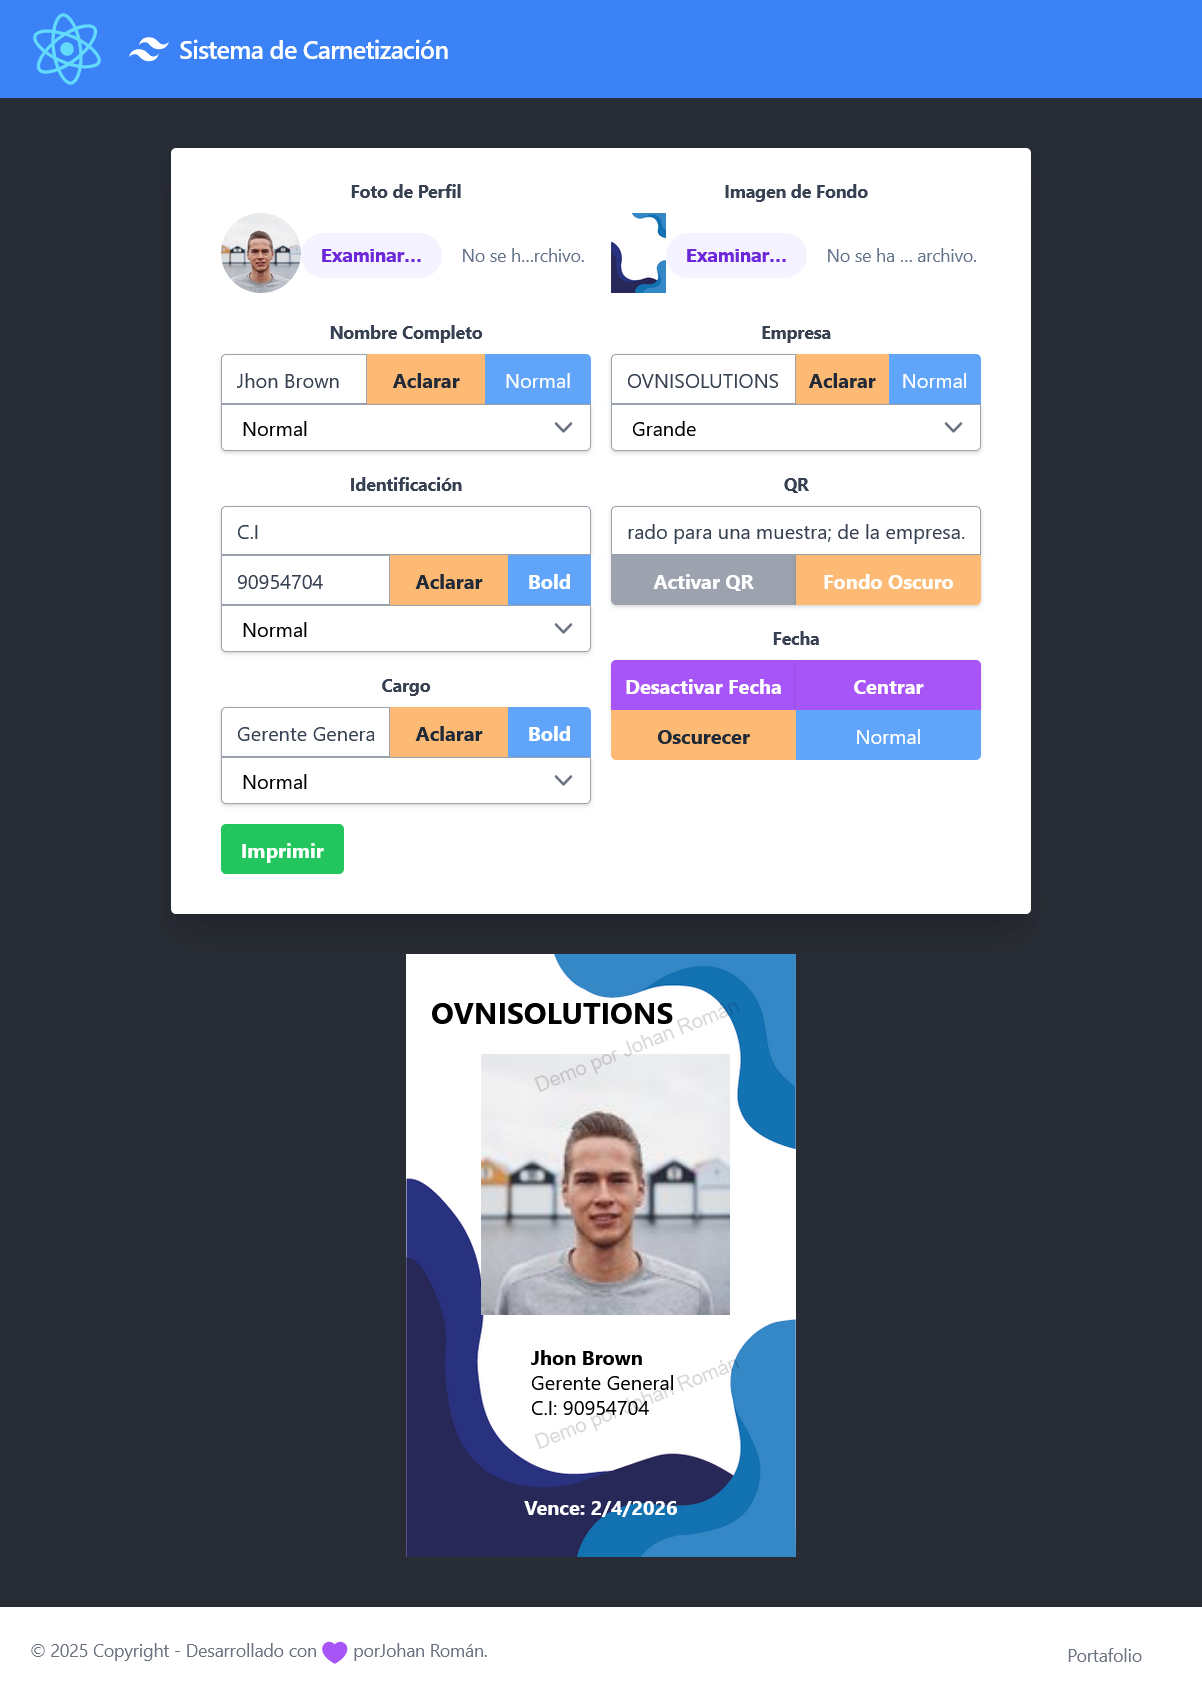 Sistema de Carnetización
Foto de Perfil
Examinar...
No se h...rchivo.
Imagen de Fondo
Examinar...
No se ha ... archivo.
Nombre Completo
Jhon Brown
Aclarar
Normal
Normal
Empresa
OVNISOLUTIONS
Aclarar
Normal
Grande
Identificación
C.I
90954704
Aclarar
Bold
Normal
QR
rado para una muestra; de la empresa.
Activar QR
Fondo Oscuro
Fecha
Desactivar Fecha
Centrar
Oscurecer
Normal
Cargo
Gerente Genera
Aclarar
Bold
Normal
Imprimir
OVNISOLUTIONS
Demo por Johan Román
Jhon Brown
Gerente General
C.I: 90954704
Demo por Johan Román
Vence: 2/4/2026
© 2025 Copyright - Desarrollado con porJohan Román.
Portafolio